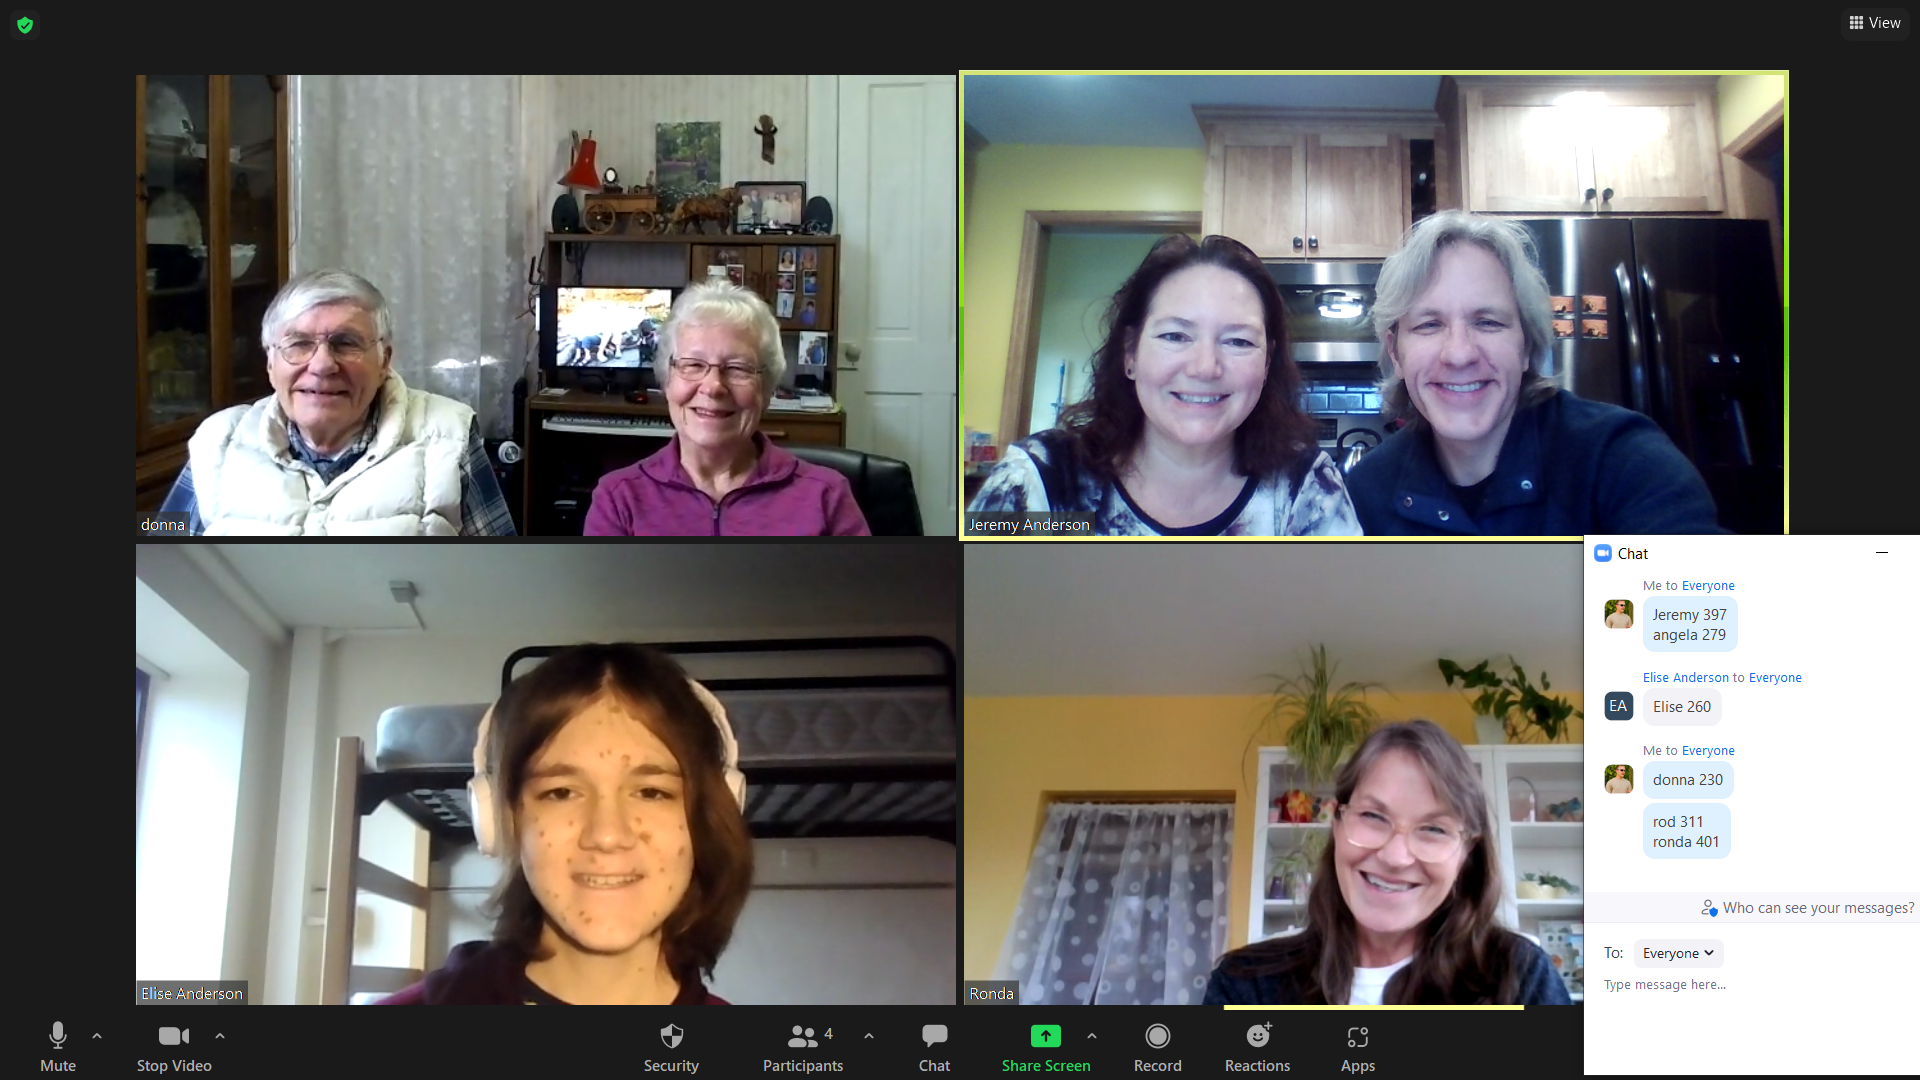 View
donna
Jeremy Anderson
Elise Anderson
Ronda
Chat
Me to Everyone
Jeremy 397
angela 279
Elise Anderson to Everyone
EA
Elise 260
Me to Everyone
donna 230
rod 311
ronda 401
Who can see your messages?
To: Everyone
Type message here...
Mute
Stop Video
Security
4
Participants
Chat
Share Screen
Record
Reactions
Apps